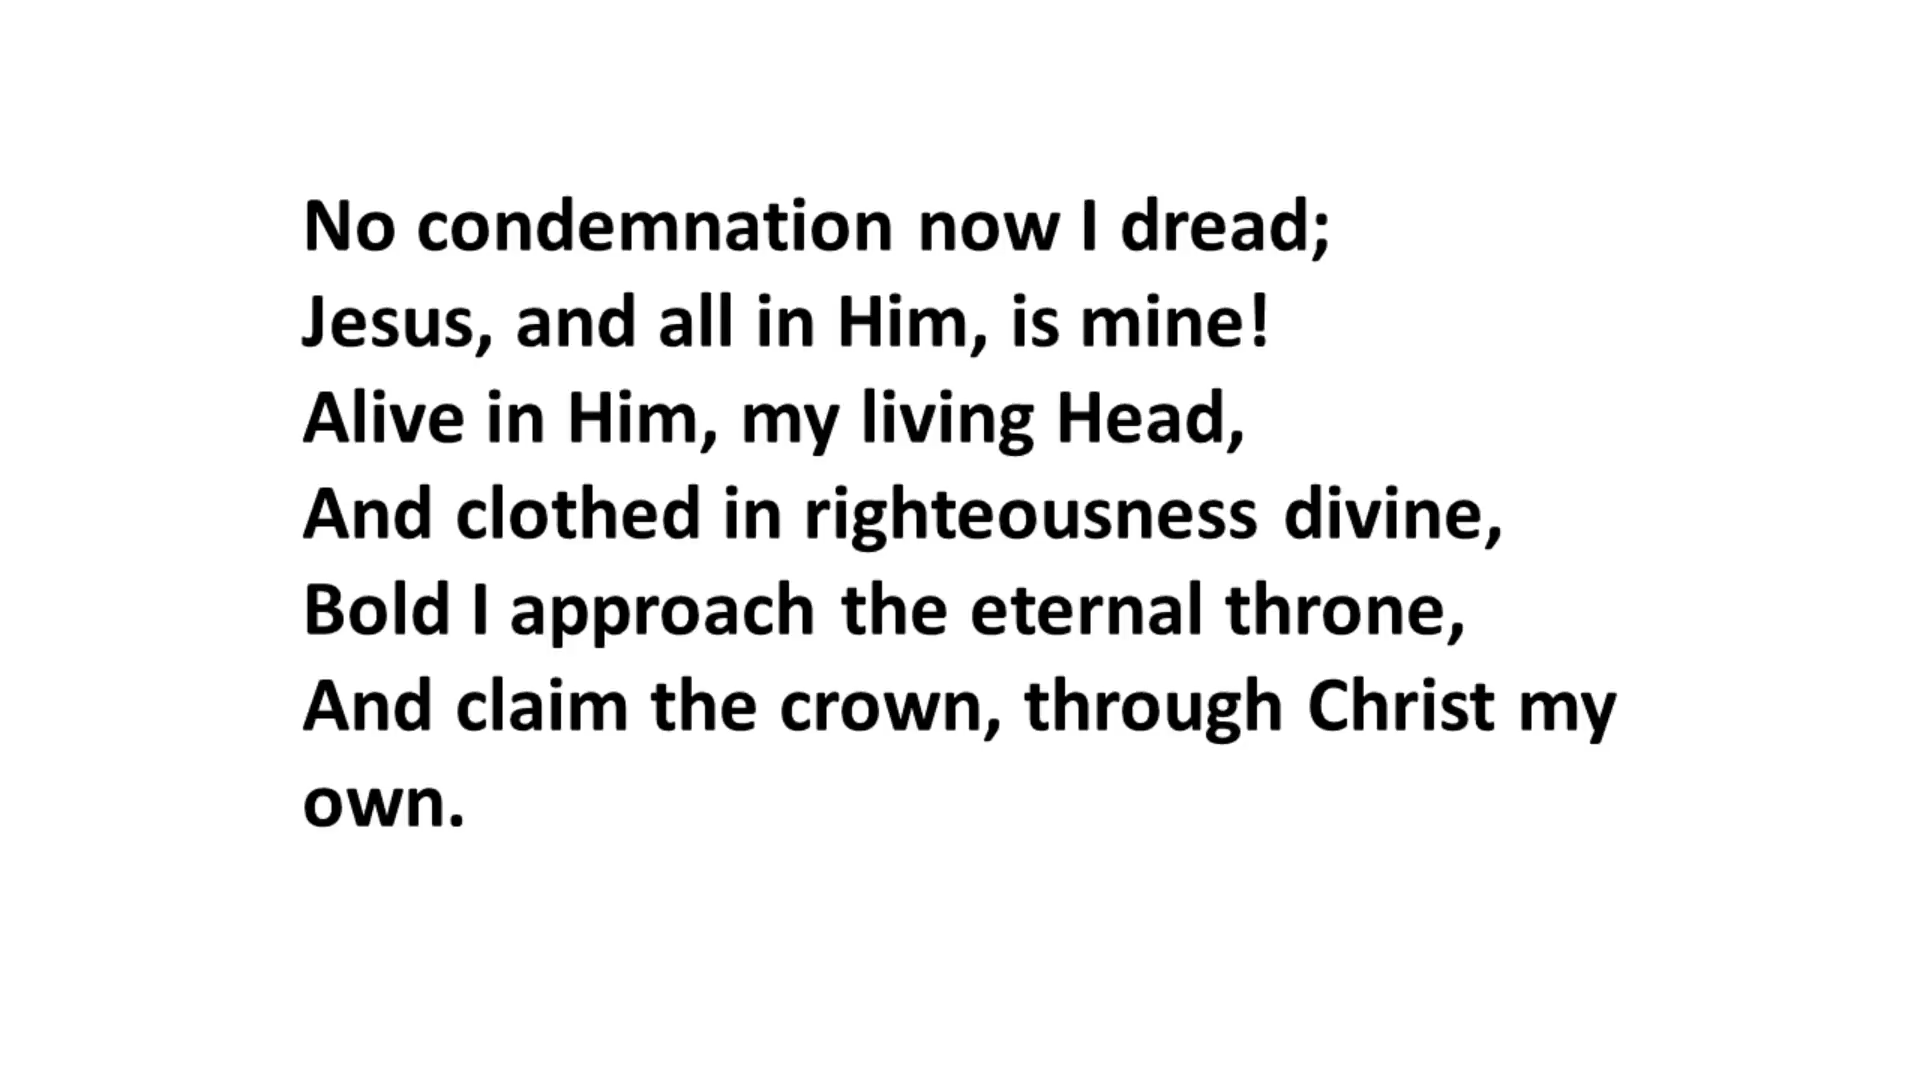 No condemnation now I dread;
Jesus, and all in Him, is mine!
Alive in Him, my living Head,
And clothed in righteousness divine,
Bold I approach the eternal throne,
And claim the crown, through Christ my
own.